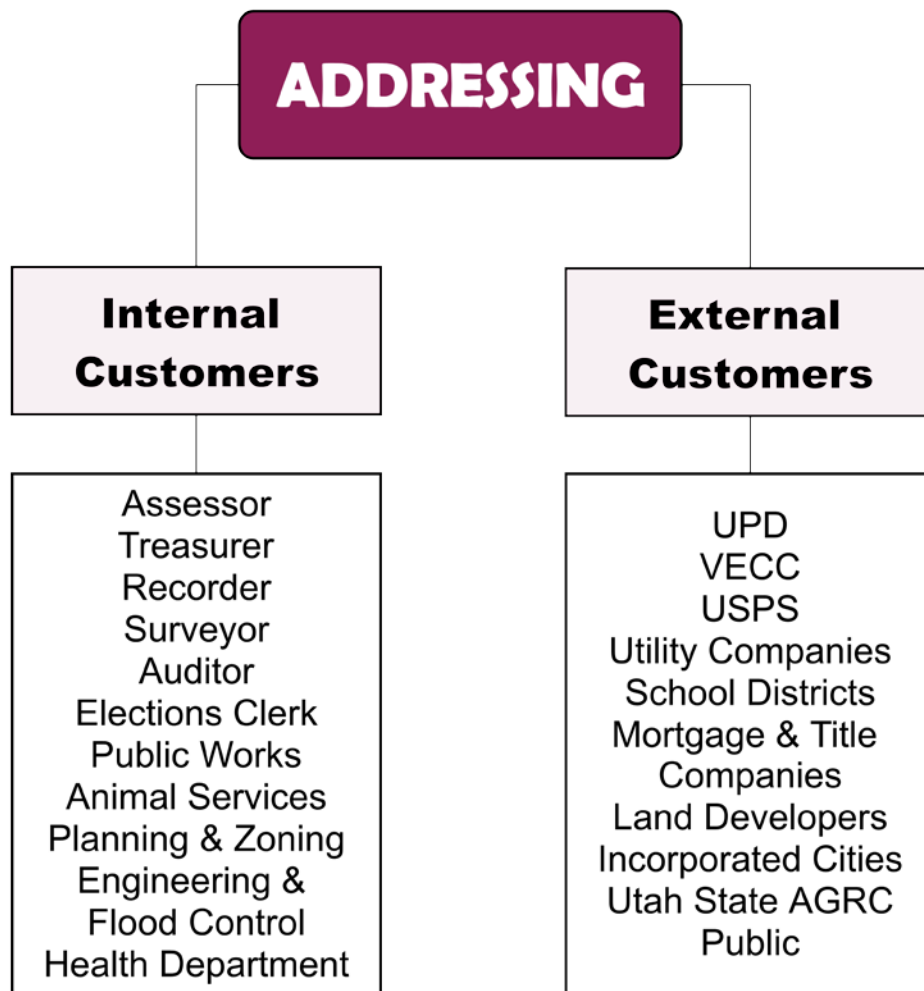 ADDRESSING
Internal
Customers
Assessor
Treasurer
Recorder
Surveyor
Auditor
Elections Clerk
Public Works
Animal Services
Planning & Zoning
Engineering &
Flood Control
Health Department
External
Customers
UPD
VECC
USPS
Utility Companies
School Districts
Mortgage & Title
Companies
Land Developers
Incorporated Cities
Utah State AGRC
Public